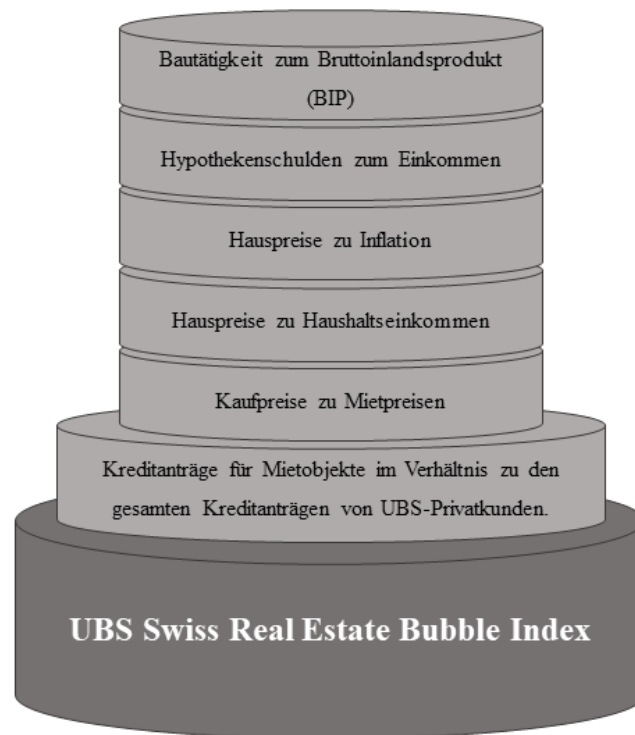 Bautätigkeit zum Bruttoinlandsprodukt
(BIP)
Hypothekenschulden zum Einkommen
Hauspreise zu Inflation
Hauspreise zu Haushaltseinkommen
Kaufpreise zu Mietpreisen
Kreditanträge für Mietobjekte im Verhältnis zu den
gesamten Kreditanträgen von UBS-Privatkunden.
UBS Swiss Real Estate Bubble Index